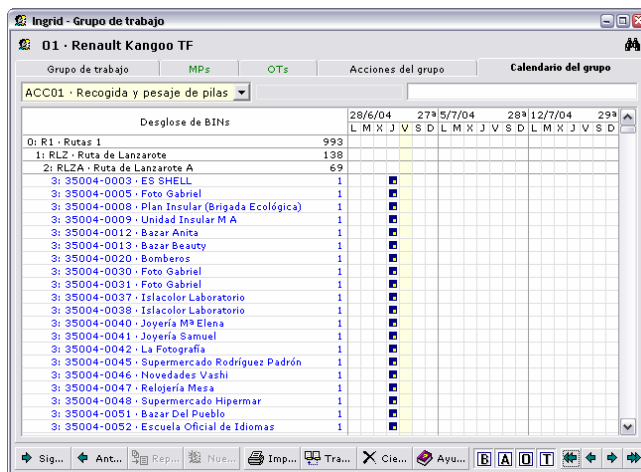 Ingrid - Grupo de trabajo
01 · Renault Kangoo TF
Grupo de trabajo MPs OTs Acciones del grupo Calendario del grupo
ACC01 · Recogida y pesaje de pilas
Desglose de BINs 28/6/04 27ª 5/7/04 28ª 12/7/04 29ª
L M X J V S D L M X J V S D L M X J V S D
0: R1 · Rutas 1 993
1: RLZ · Ruta de Lanzarote 138
2: RLZA · Ruta de Lanzarote A 69
3: 35004-0003 · ES SHELL 1
3: 35004-0005 · Foto Gabriel 1
3: 35004-0008 · Plan Insular (Brigada Ecológica) 1
3: 35004-0009 · Unidad Insular M A 1
3: 35004-0012 · Bazar Anita 1
3: 35004-0013 · Bazar Beauty 1
3: 35004-0020 · Bomberos 1
3: 35004-0030 · Foto Gabriel 1
3: 35004-0031 · Foto Gabriel 1
3: 35004-0037 · Islacolor Laboratorio 1
3: 35004-0038 · Islacolor Laboratorio 1
3: 35004-0040 · Joyería Mª Elena 1
3: 35004-0041 · Joyería Samuel 1
3: 35004-0042 · La Fotografía 1
3: 35004-0045 · Supermercado Rodríguez Padrón 1
3: 35004-0046 · Novedades Vashi 1
3: 35004-0047 · Relojería Mesa 1
3: 35004-0048 · Supermercado Hipermar 1
3: 35004-0051 · Bazar Del Pueblo 1
3: 35004-0052 · Escuela Oficial de Idiomas 1
Sig... Ant... Rep... Nue... Imp... Tra... Cie... Ayu... B A O T